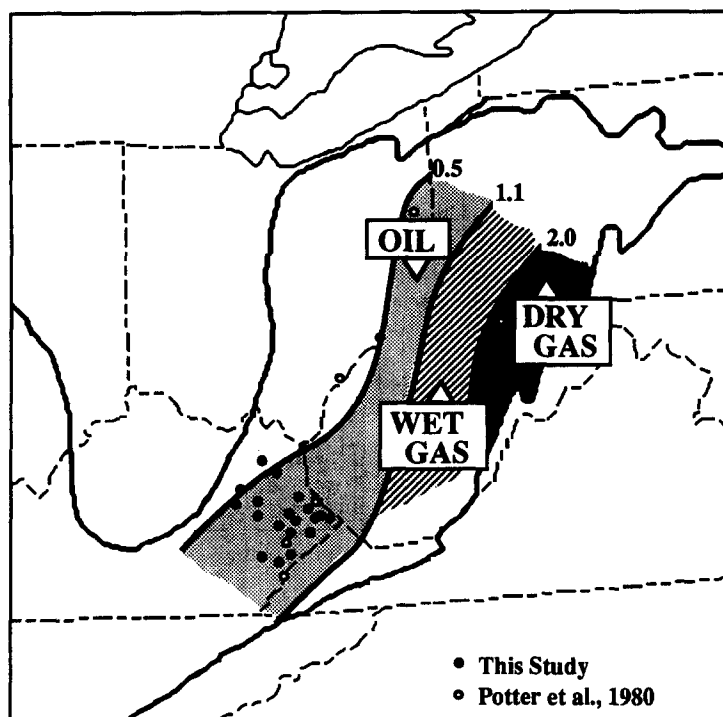 0.5
1.1
2.0
OIL
DRY
GAS
WET
GAS
• This Study
∘ Potter et al., 1980